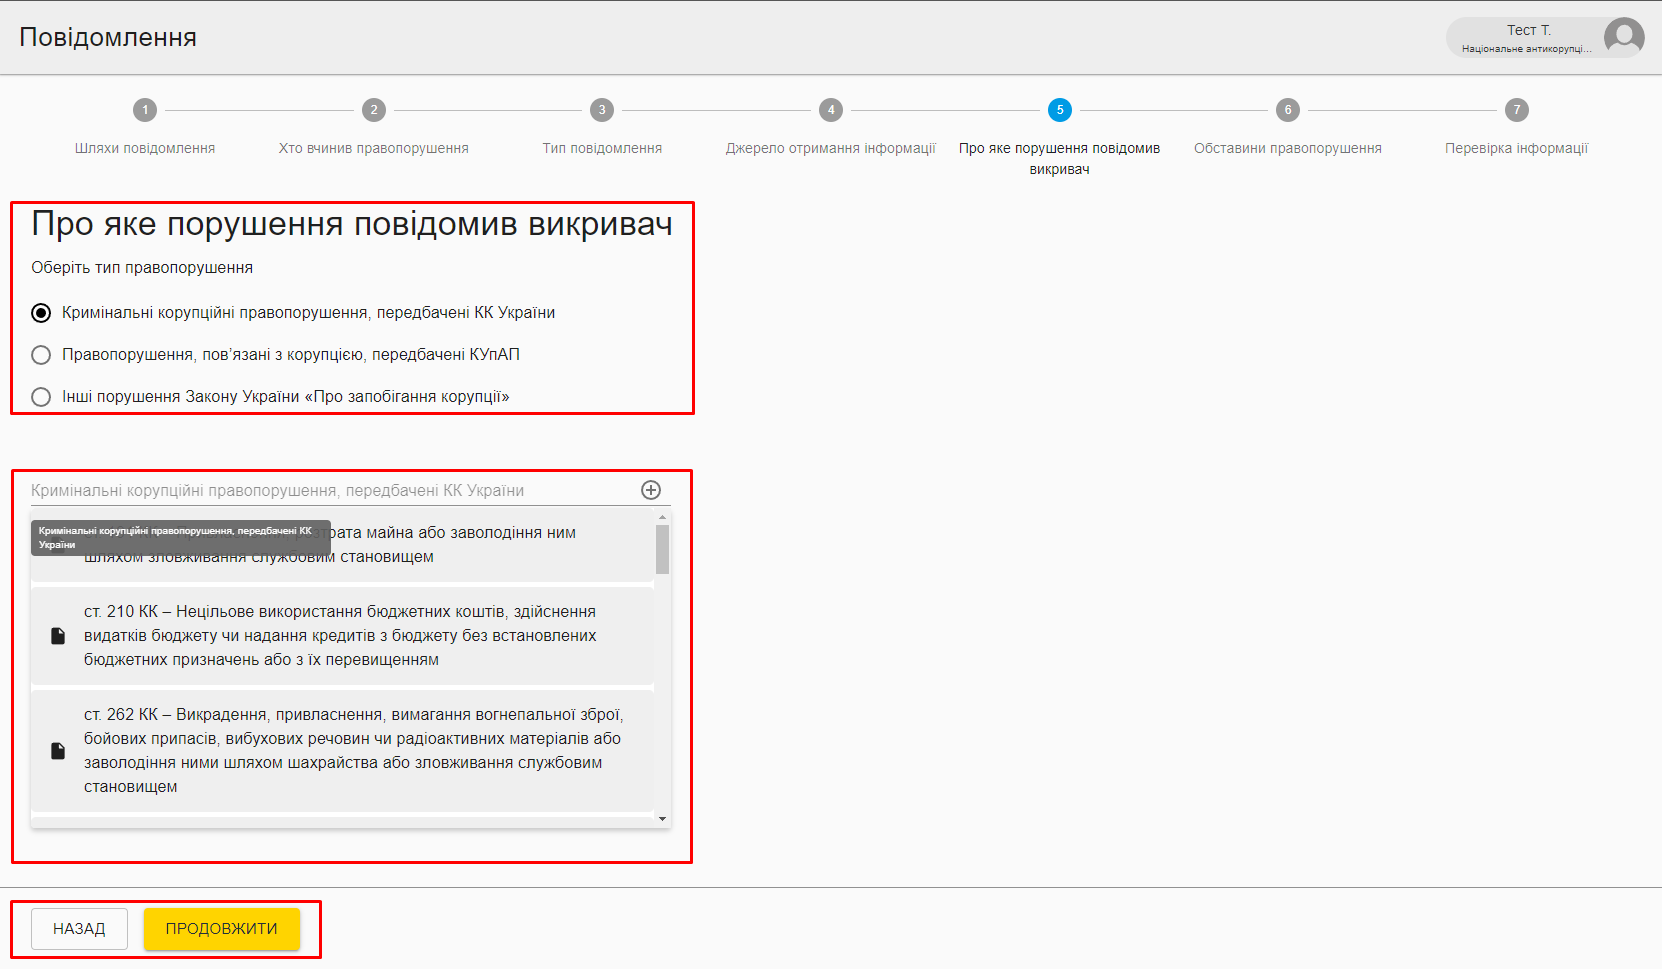 Повідомлення
Тест Т.
Національне антикорупці...
1
2
3
4
5
6
7
Шляхи повідомлення
Хто вчинив правопорушення
Тип повідомлення
Джерело отримання інформації
Про яке порушення повідомив
викривач
Обставини правопорушення
Перевірка інформації
Про яке порушення повідомив викривач
Оберіть тип правопорушення
Кримінальні корупційні правопорушення, передбачені КК України
Правопорушення, пов’язані з корупцією, передбачені КУпАП
Інші порушення Закону України «Про запобігання корупції»
Кримінальні корупційні правопорушення, передбачені КК України
Кримінальні корупційні правопорушення, передбачені КК
України
майна або заволодіння ним
шляхом зловживання службовим становищем
ст. 210 КК – Нецільове використання бюджетних коштів, здійснення
видатків бюджету чи надання кредитів з бюджету без встановлених
бюджетних призначень або з їх перевищенням
ст. 262 КК – Викрадення, привласнення, вимагання вогнепальної зброї,
бойових припасів, вибухових речовин чи радіоактивних матеріалів або
заволодіння ними шляхом шахрайства або зловживання службовим
становищем
НАЗАД
ПРОДОВЖИТИ